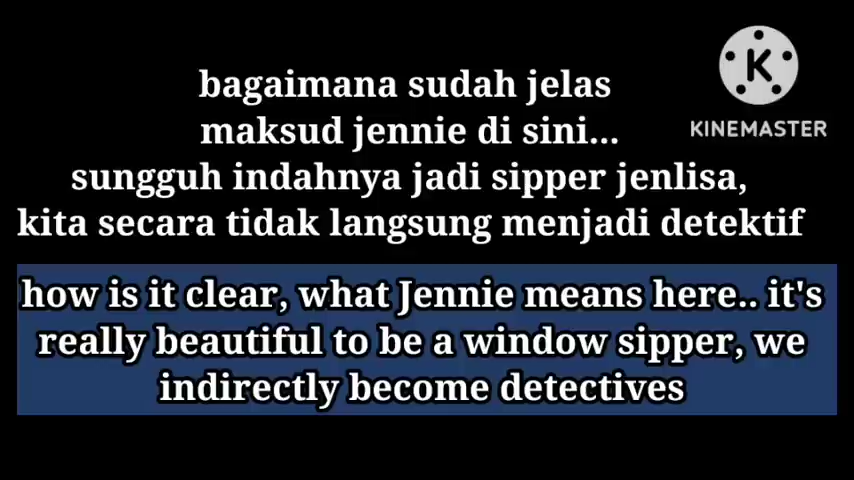 bagaimana sudah jelas
maksud jennie di sini...
sungguh indahnya jadi sipper jenlisa,
kita secara tidak langsung menjadi detektif
how is it clear, what Jennie means here.. it's
really beautiful to be a window sipper, we
indirectly become detectives
K
KINEMASTER